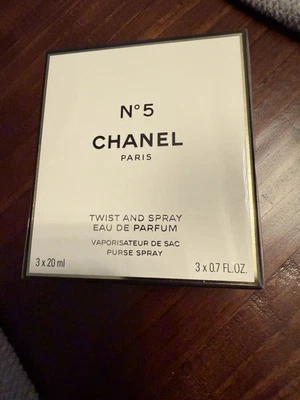 N°5
CHANEL
PARIS
TWIST AND SPRAY
EAU DE PARFUM
VAPORISATEUR DE SAC
PURSE SPRAY
3 x 20 ml 3 x 0.7 FL.OZ.